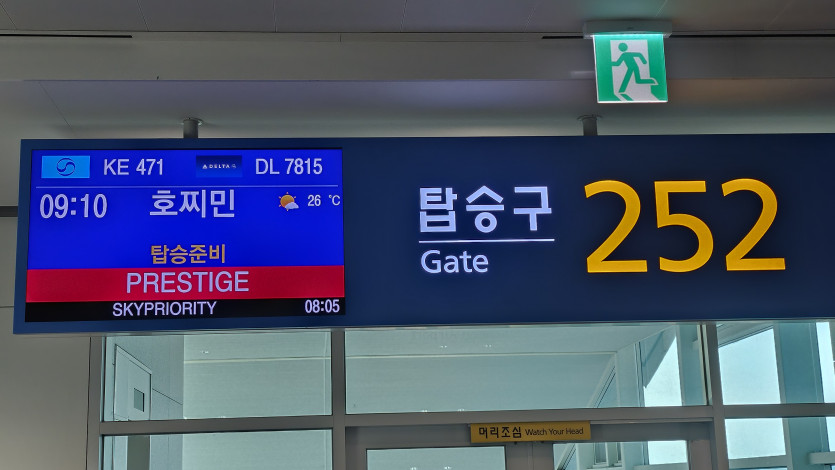 KE 471 DELTA DL 7815
09:10 호찌민 26 ℃
탑승준비
PRESTIGE
SKYPRIORITY 08:05
탑승구 252
Gate
머리조심 Watch Your Head